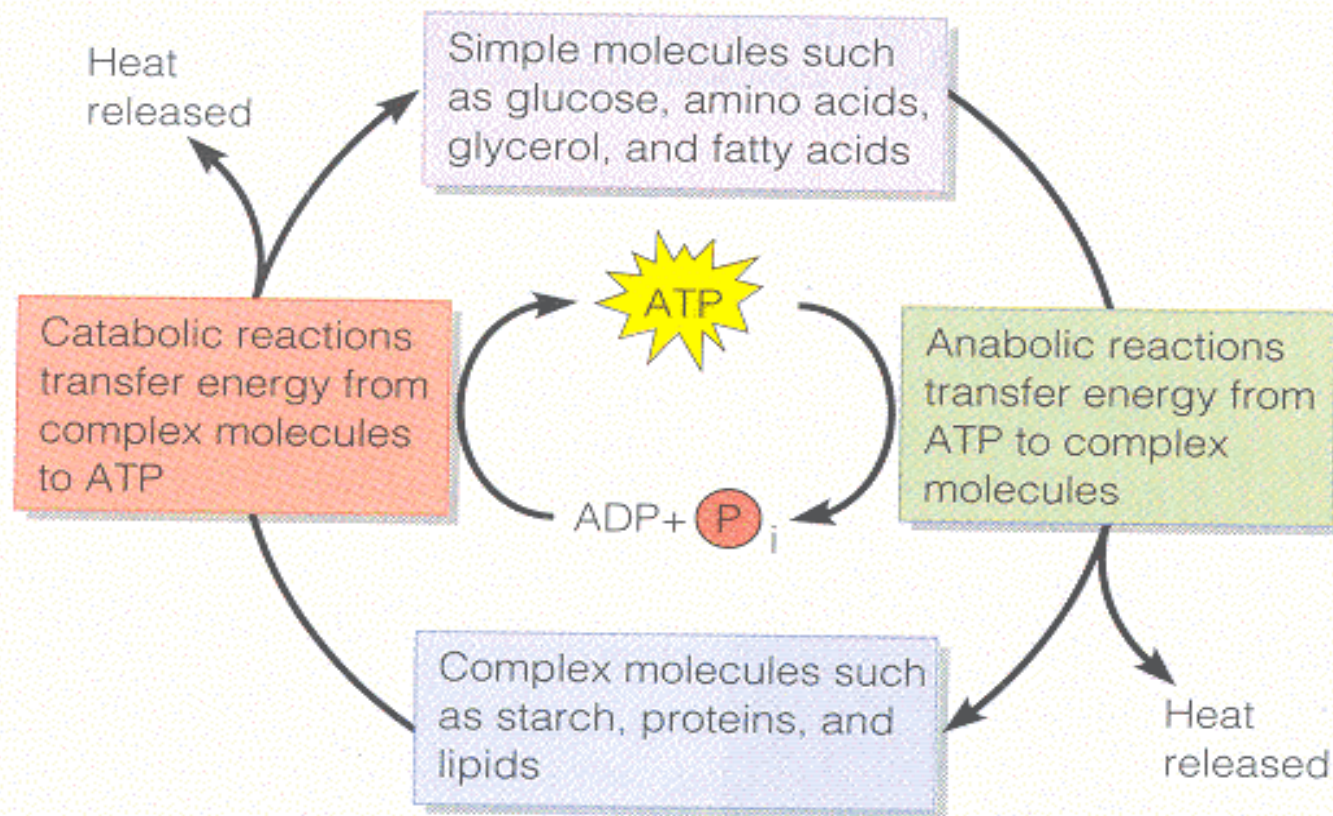 Heat
released
Simple molecules such
as glucose, amino acids,
glycerol, and fatty acids
ATP
Catabolic reactions
transfer energy from
complex molecules
to ATP
Anabolic reactions
transfer energy from
ATP to complex
molecules
ADP+ P i
Complex molecules such
as starch, proteins, and
lipids
Heat
released